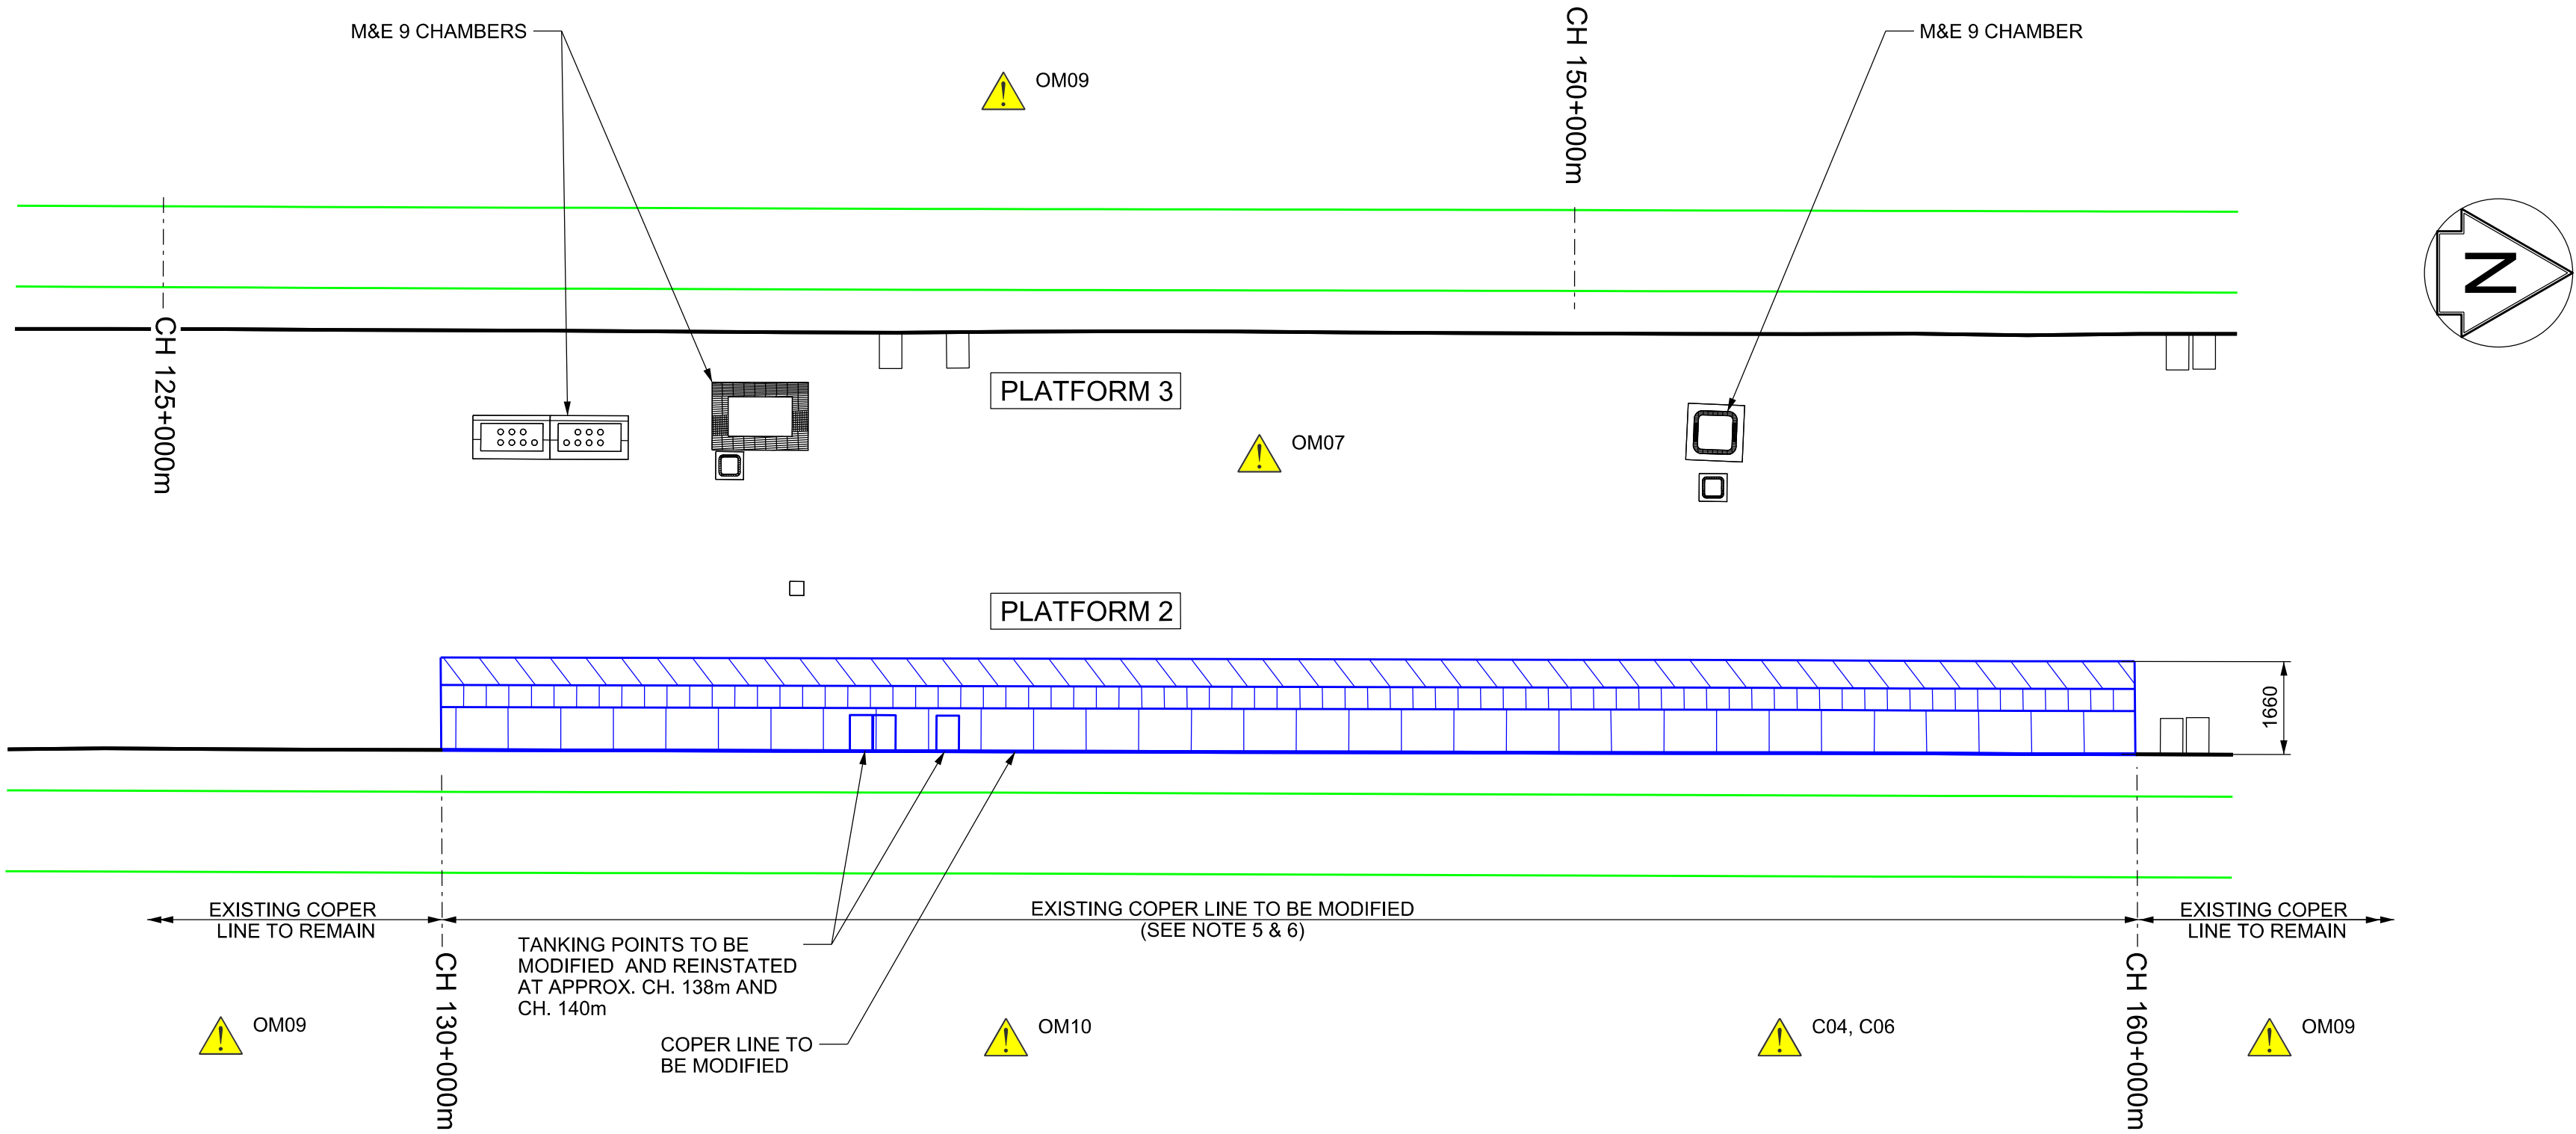 M&E 9 CHAMBERS
OM09
CH 150+000m
M&E 9 CHAMBER
N
CH 125+000m
PLATFORM 3
OM07
PLATFORM 2
1660
EXISTING COPER
LINE TO REMAIN
EXISTING COPER LINE TO BE MODIFIED
(SEE NOTE 5 & 6)
EXISTING COPER
LINE TO REMAIN
TANKING POINTS TO BE
MODIFIED AND REINSTATED
AT APPROX. CH. 138m AND
CH. 140m
CH 130+000m
CH 160+000m
OM09
COPER LINE TO
BE MODIFIED
OM10
C04, C06
OM09